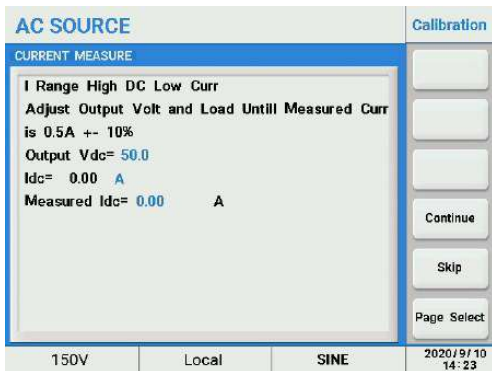 AC SOURCE
Calibration
CURRENT MEASURE
I Range High DC Low Curr
Adjust Output Volt and Load Untill Measured Curr
is 0.5A +- 10%
Output Vdc= 50.0
Idc= 0.00 A
Measured Idc= 0.00 A
Continue
Skip
Page Select
150V Local SINE 2020/9/10
14:23